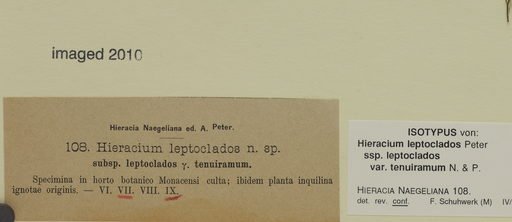 imaged 2010
Hieracia Naegeliana ed. A. Peter.
108. Hieracium leptoclados n. sp.
subsp. leptoclados γ. tenuiramum.
Specimina in horto botanico Monacensi culta; ibidem planta inquilina
ignotae originis. — VI. VII. VIII. IX.
ISOTYPUS von:
Hieracium leptoclados Peter
ssp. leptoclados
var. tenuiramum N. & P.
HIERACIA NAEGELIANA 108.
det. rev. conf. F. Schuhwerk (M) IV/